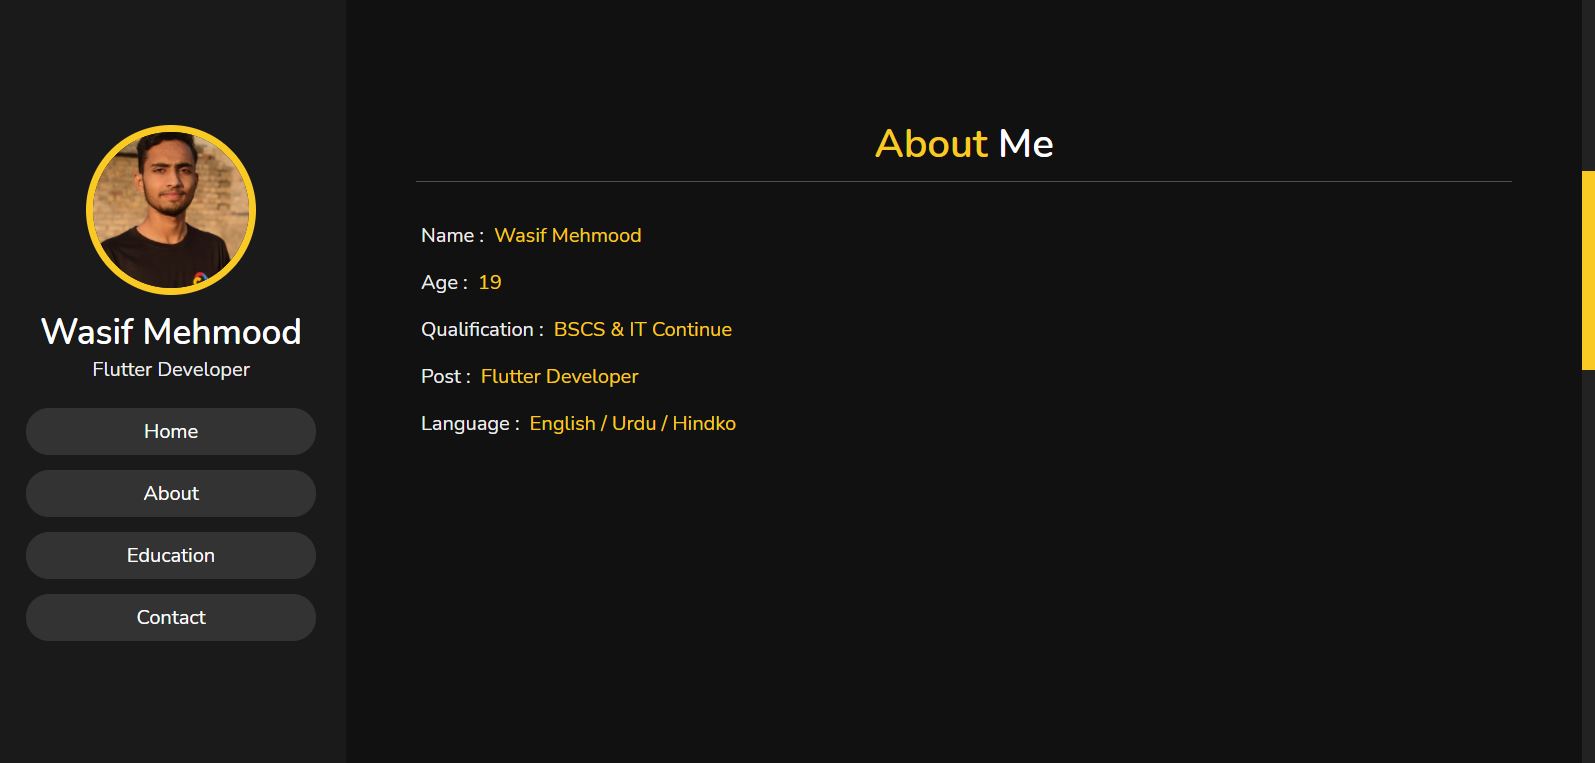 Wasif Mehmood
Flutter Developer
Home
About
Education
Contact
About Me
Name : Wasif Mehmood
Age : 19
Qualification : BSCS & IT Continue
Post : Flutter Developer
Language : English / Urdu / Hindko